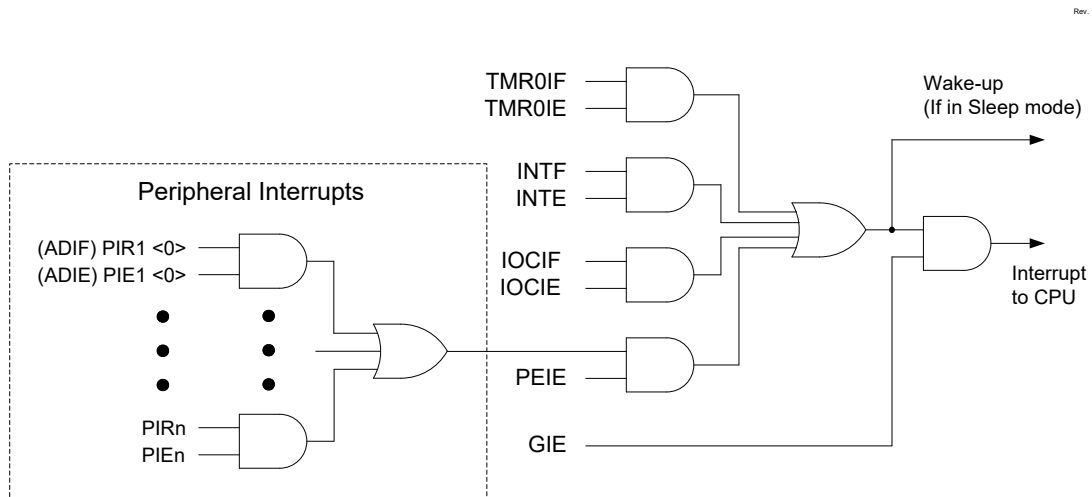 Rev.
TMR0IF
TMR0IE
Wake-up
(If in Sleep mode)
INTF
INTE
Peripheral Interrupts
(ADIF) PIR1 <0>
(ADIE) PIE1 <0>
IOCIF
IOCIE
Interrupt
to CPU
PEIE
PIRn
PIEn
GIE